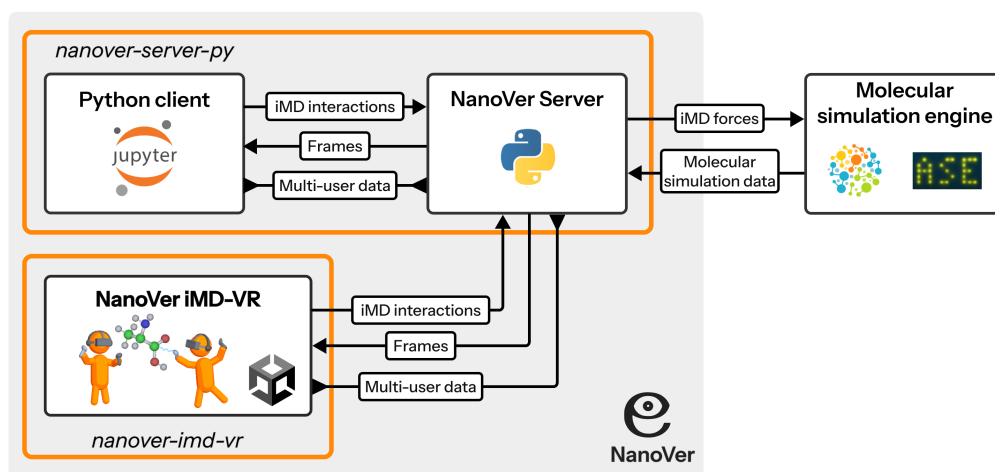 nanover-server-py
Python client
jupyter
iMD interactions
Frames
Multi-user data
NanoVer Server
iMD forces
Molecular
simulation data
Molecular
simulation engine
ASE
NanoVer iMD-VR
iMD interactions
Frames
Multi-user data
nanover-imd-vr
NanoVer